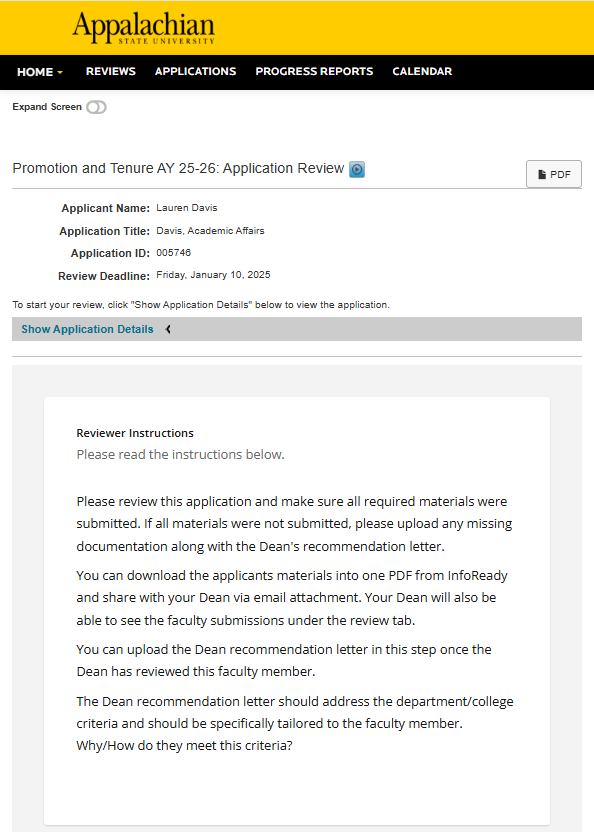 Appalachian
STATE UNIVERSITY
HOME REVIEWS APPLICATIONS PROGRESS REPORTS CALENDAR
Expand Screen
Promotion and Tenure AY 25-26: Application Review
PDF
Applicant Name: Lauren Davis
Application Title: Davis, Academic Affairs
Application ID: 005746
Review Deadline: Friday, January 10, 2025
To start your review, click "Show Application Details" below to view the application.
Show Application Details
Reviewer Instructions
Please read the instructions below.
Please review this application and make sure all required materials were
submitted. If all materials were not submitted, please upload any missing
documentation along with the Dean's recommendation letter.
You can download the applicants materials into one PDF from InfoReady
and share with your Dean via email attachment. Your Dean will also be
able to see the faculty submissions under the review tab.
You can upload the Dean recommendation letter in this step once the
Dean has reviewed this faculty member.
The Dean recommendation letter should address the department/college
criteria and should be specifically tailored to the faculty member.
Why/How do they meet this criteria?